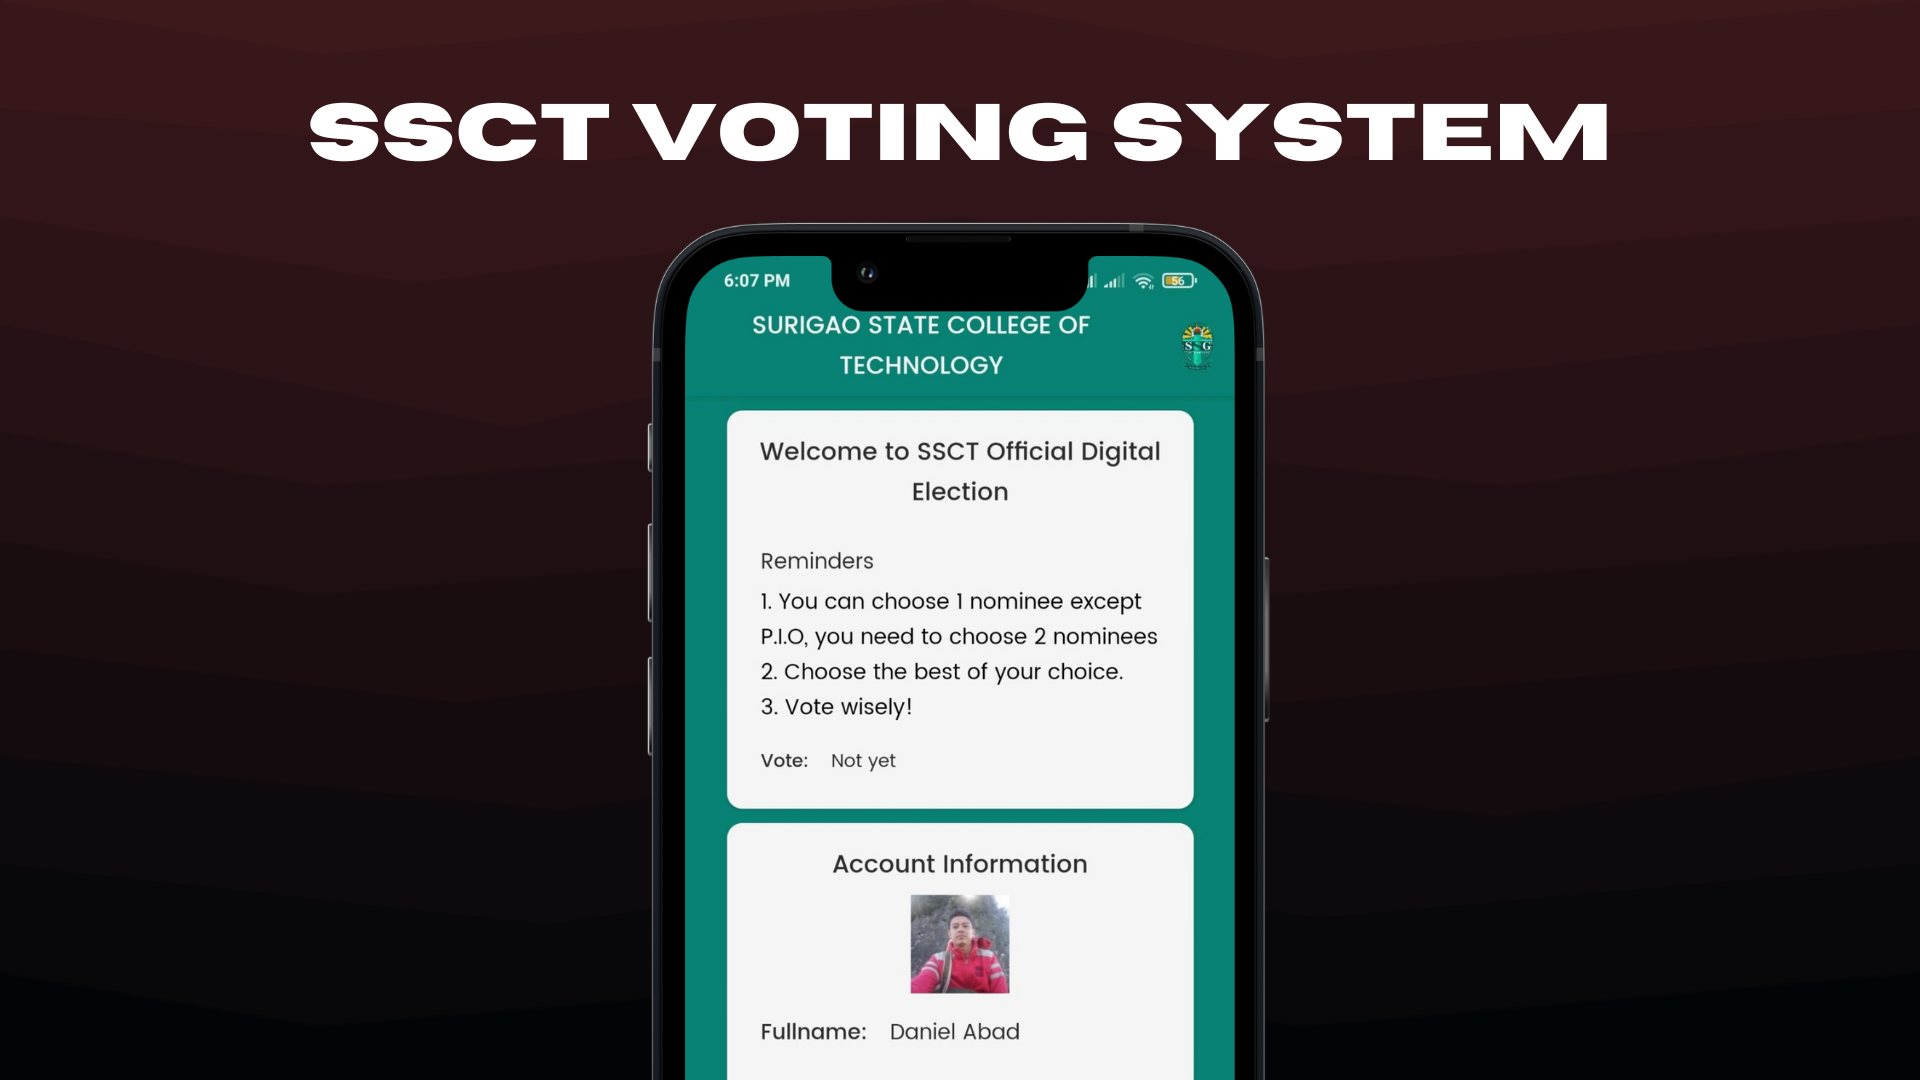 SSCT VOTING SYSTEM
6:07 PM
56
SURIGAO STATE COLLEGE OF
TECHNOLOGY
SSG
Welcome to SSCT Official Digital
Election
Reminders
1. You can choose 1 nominee except
P.I.O, you need to choose 2 nominees
2. Choose the best of your choice.
3. Vote wisely!
Vote: Not yet
Account Information
Fullname: Daniel Abad